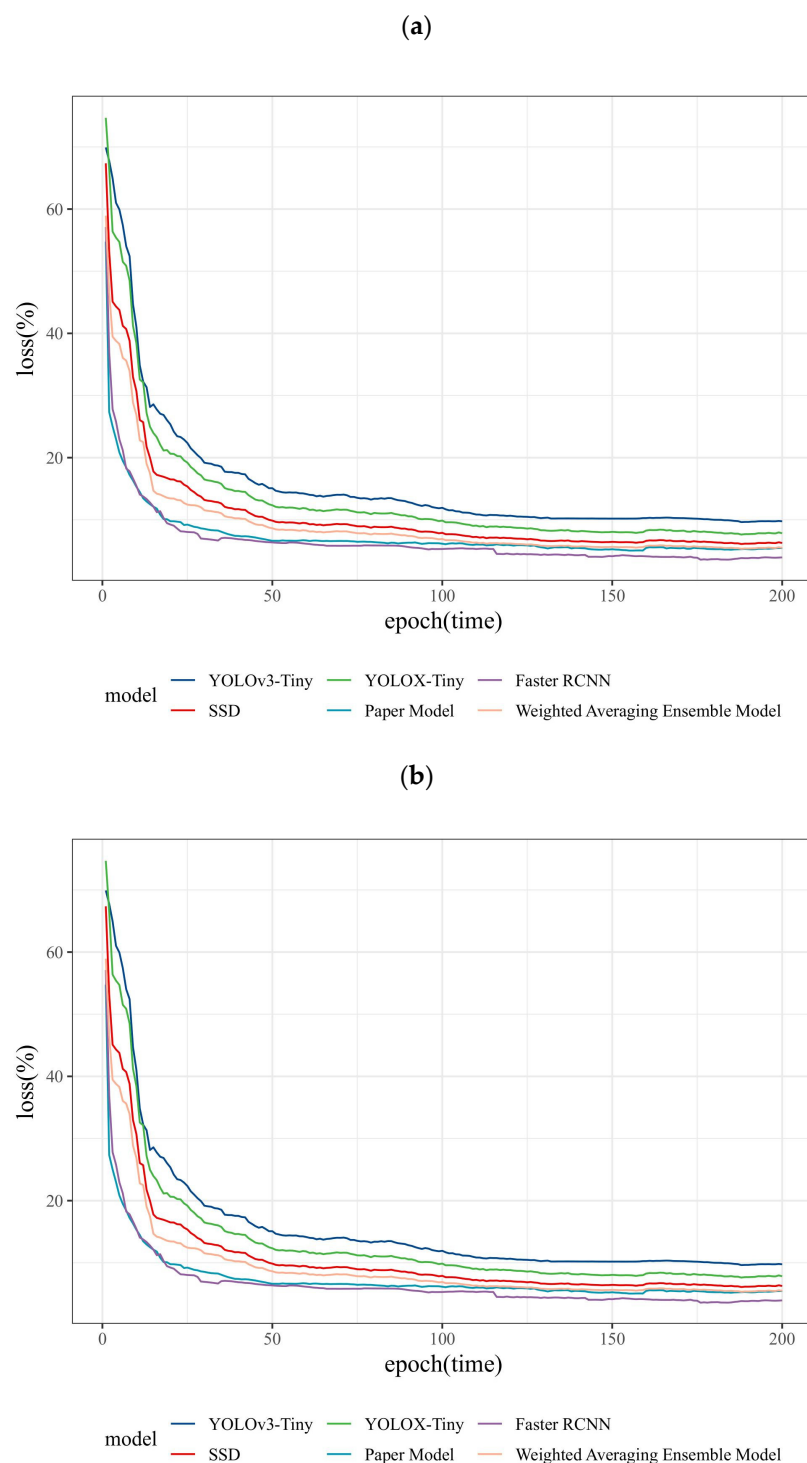 (a)
60
40
20
loss(%)
0 50 100 150 200
epoch(time)
model YOLOv3-Tiny YOLOX-Tiny Faster RCNN
SSD Paper Model Weighted Averaging Ensemble Model
(b)
60
40
20
loss(%)
0 50 100 150 200
epoch(time)
model YOLOv3-Tiny YOLOX-Tiny Faster RCNN
SSD Paper Model Weighted Averaging Ensemble Model